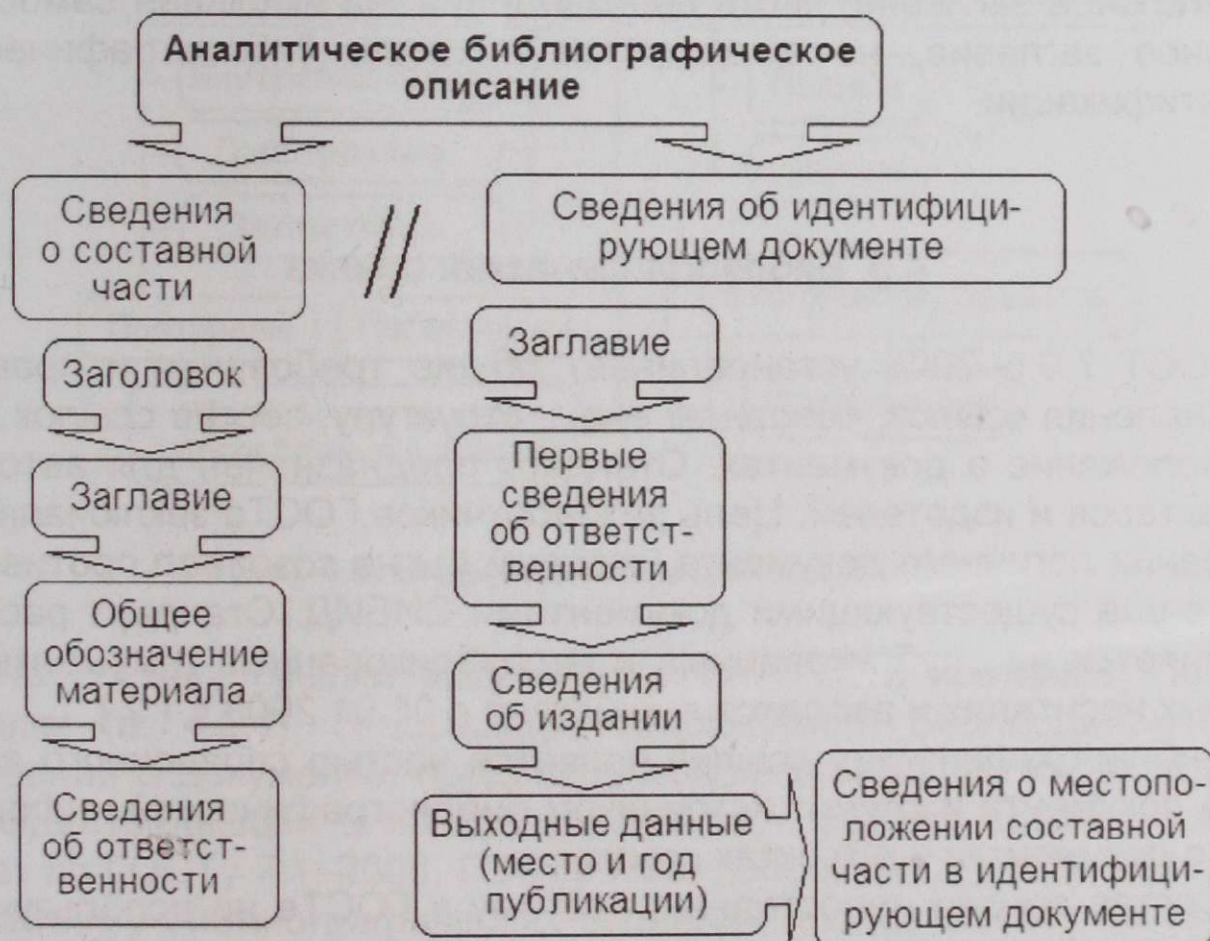 Аналитическое библиографическое
описание
Сведения
о составной
части
//
Сведения об идентифици-
рующем документе
Заголовок
Заглавие
Общее
обозначение
материала
Сведения
об ответст-
венности
Заглавие
Первые
сведения
об ответст-
венности
Сведения
об издании
Выходные данные
(место и год
публикации)
Сведения о местопо-
ложении составной
части в идентифици-
рующем документе